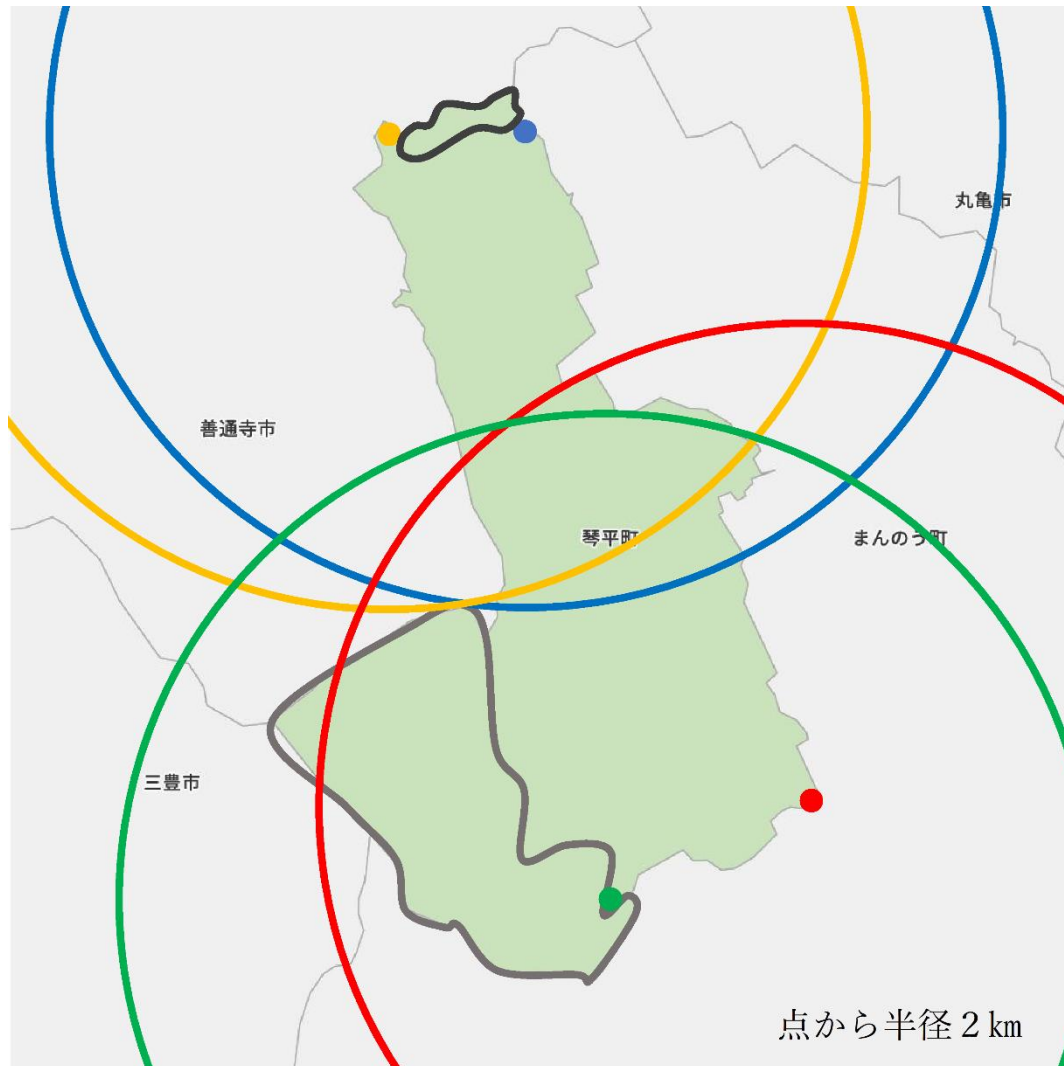 丸亀市
善通寺市
琴平町
まんのう町
三豊市
点から半径２㎞